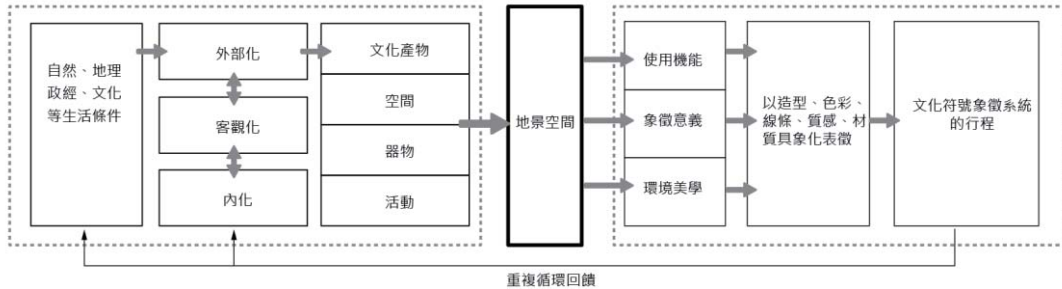 自然、地理
政經、文化
等生活條件
外部化
客觀化
內化
文化產物
空間
器物
活動
地景空間
使用機能
象徵意義
環境美學
以造型、色彩、
線條、質感、材
質具象化表徵
文化符號象徵系統
的行程
重複循環回饋